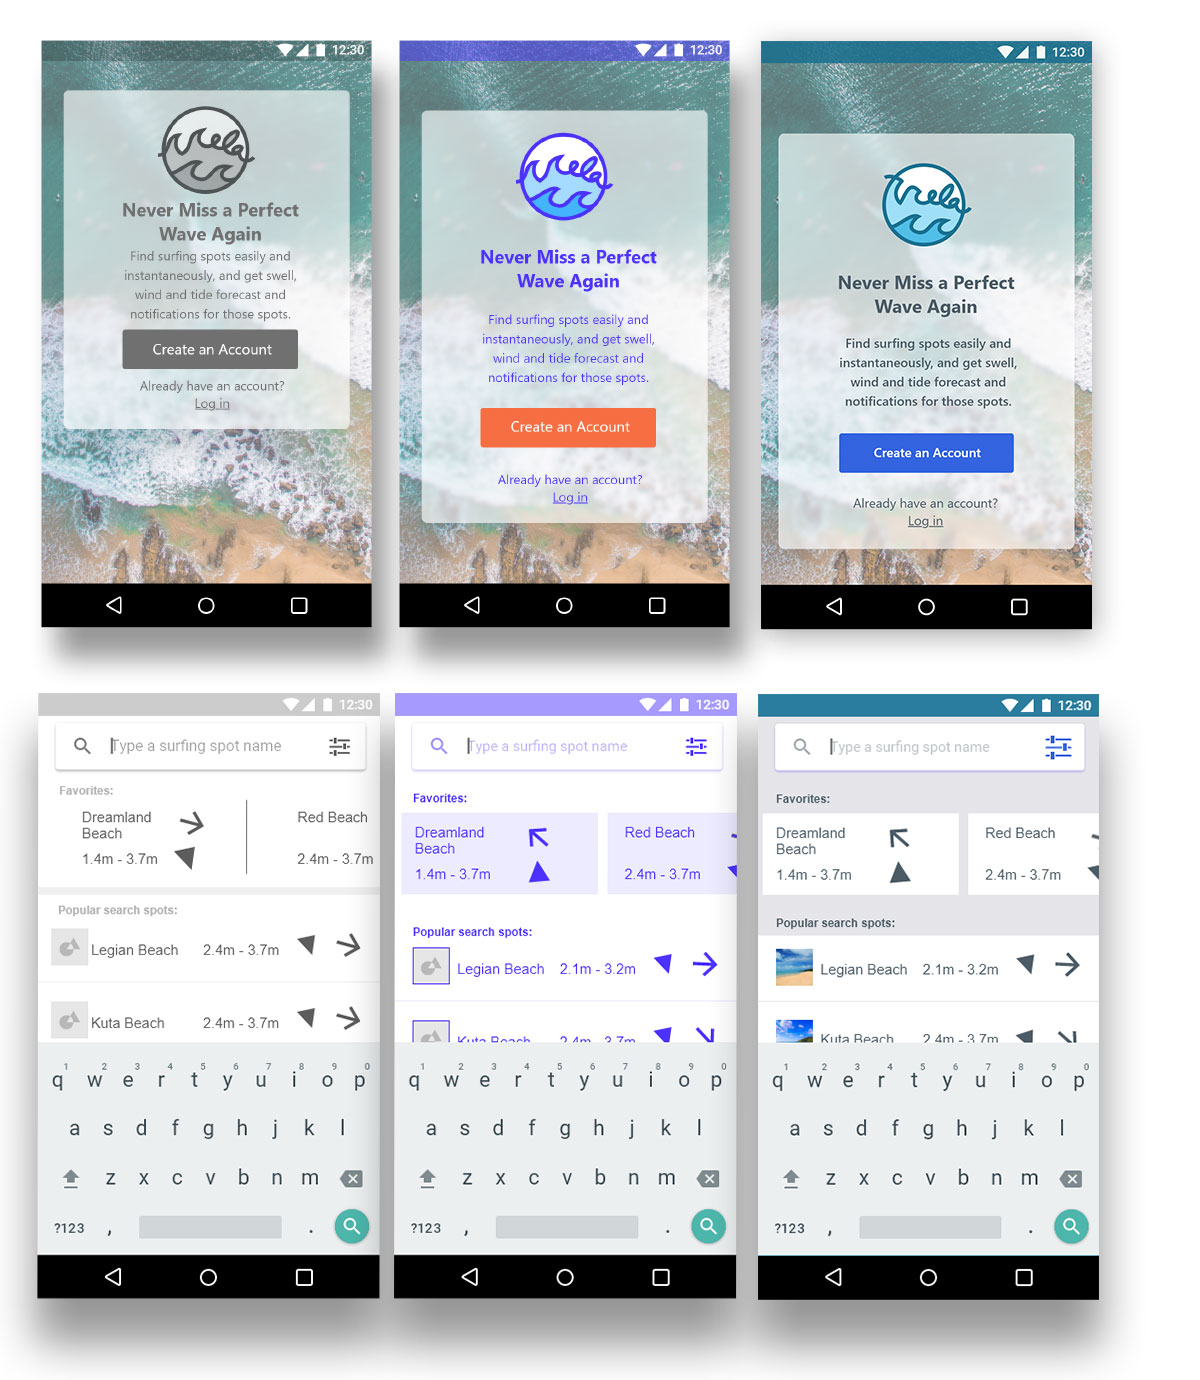 12:30
Vela
Never Miss a Perfect
Wave Again
Find surfing spots easily and
instantaneously, and get swell,
wind and tide forecast and
notifications for those spots.
Create an Account
Already have an account?
Log in
12:30
Vela
Never Miss a Perfect
Wave Again
Find surfing spots easily and
instantaneously, and get swell,
wind and tide forecast and
notifications for those spots.
Create an Account
Already have an account?
Log in
12:30
Vela
Never Miss a Perfect
Wave Again
Find surfing spots easily and
instantaneously, and get swell,
wind and tide forecast and
notifications for those spots.
Create an Account
Already have an account?
Log in
12:30
Type a surfing spot name
Favorites:
Dreamland
Beach
1.4m - 3.7m
Red Beach
2.4m - 3.7m
Popular search spots:
Legian Beach 2.4m - 3.7m
Kuta Beach 2.4m - 3.7m
1 2 3 4 5 6 7 8 9 0
q w e r t y u i o p
a s d f g h j k l
z x c v b n m
?123 , .
12:30
Type a surfing spot name
Favorites:
Dreamland
Beach
1.4m - 3.7m
Red Beach
2.4m - 3.7m
Popular search spots:
Legian Beach 2.1m - 3.2m
Kuta Beach 2.4m - 3.7m
1 2 3 4 5 6 7 8 9 0
q w e r t y u i o p
a s d f g h j k l
z x c v b n m
?123 , .
12:30
Type a surfing spot name
Favorites:
Dreamland
Beach
1.4m - 3.7m
Red Beach
2.4m - 3.7m
Popular search spots:
Legian Beach 2.1m - 3.2m
Kuta Beach 2.4m - 3.7m
1 2 3 4 5 6 7 8 9 0
q w e r t y u i o p
a s d f g h j k l
z x c v b n m
?123 , .